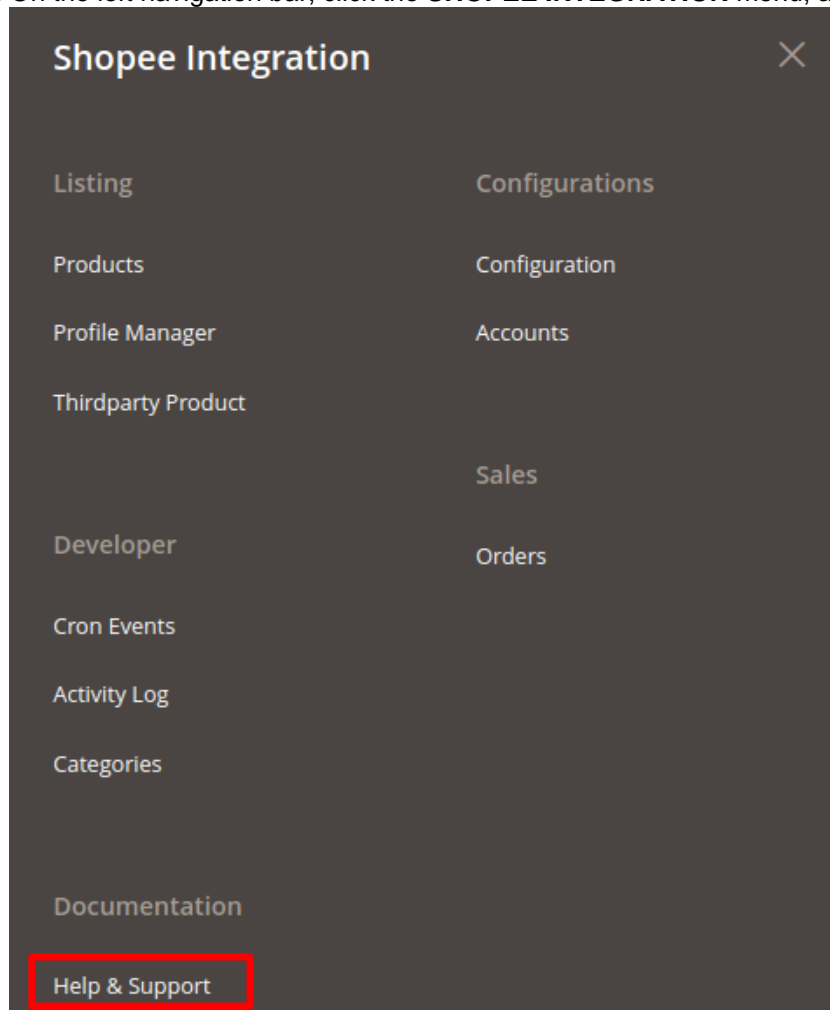 Shopee Integration
Listing
Products
Profile Manager
Thirdparty Product
Developer
Cron Events
Activity Log
Categories
Documentation
Help & Support
Configurations
Configuration
Accounts
Sales
Orders